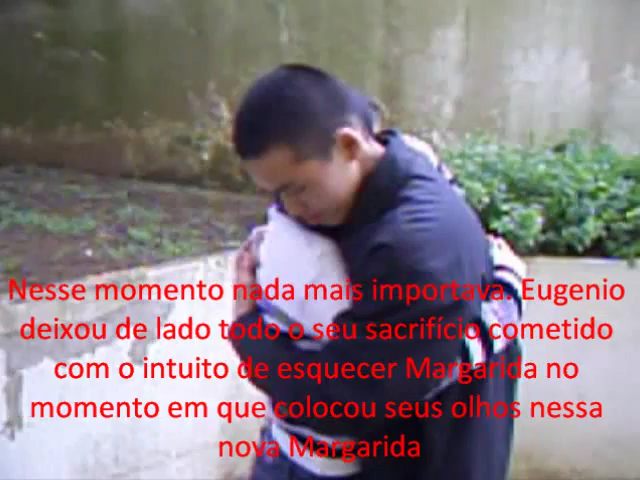 Nesse momento nada mais importava. Eugenio
deixou de lado todo o seu sacrifício cometido
com o intuito de esquecer Margarida no
momento em que colocou seus olhos nessa
nova Margarida